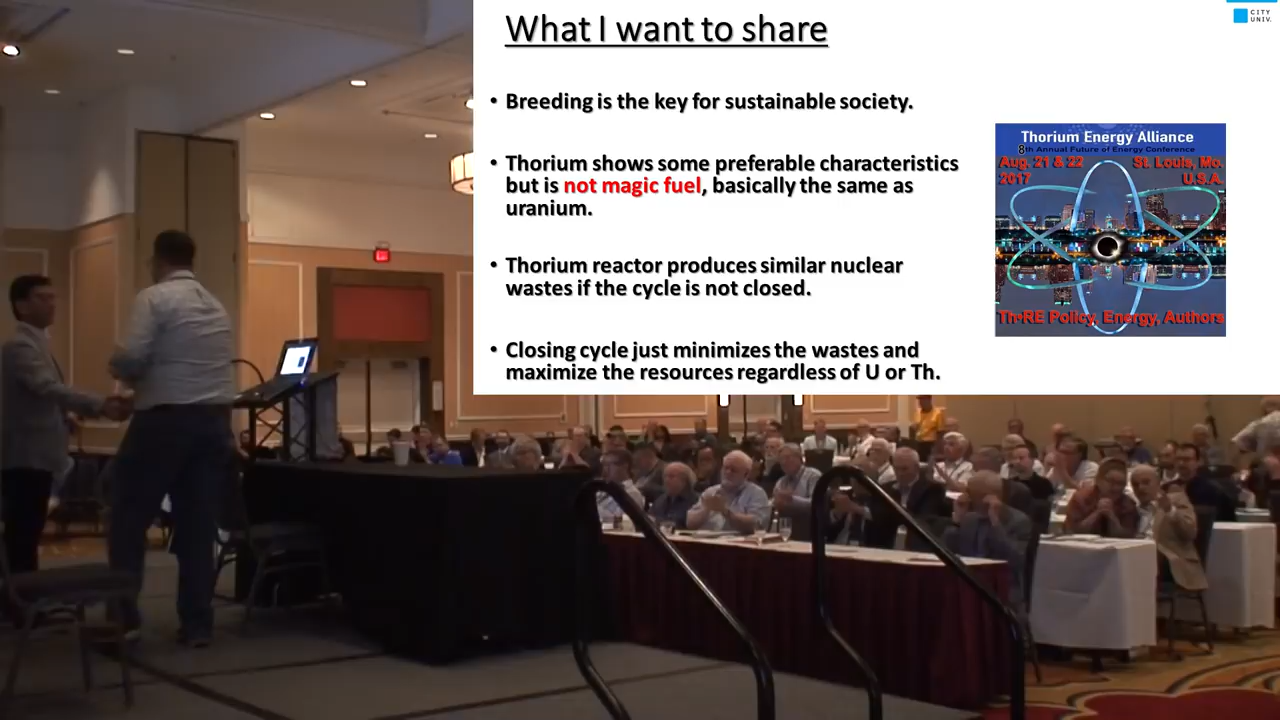 What I want to share
• Breeding is the key for sustainable society.
• Thorium shows some preferable characteristics
but is not magic fuel, basically the same as
uranium.
• Thorium reactor produces similar nuclear
wastes if the cycle is not closed.
• Closing cycle just minimizes the wastes and
maximize the resources regardless of U or Th.
CITY
UNIV.
Thorium Energy Alliance
8th Annual Future of Energy Conference
Aug. 21 & 22
2017
St. Louis, Mo.
U.S.A.
Th•RE Policy, Energy, Authors